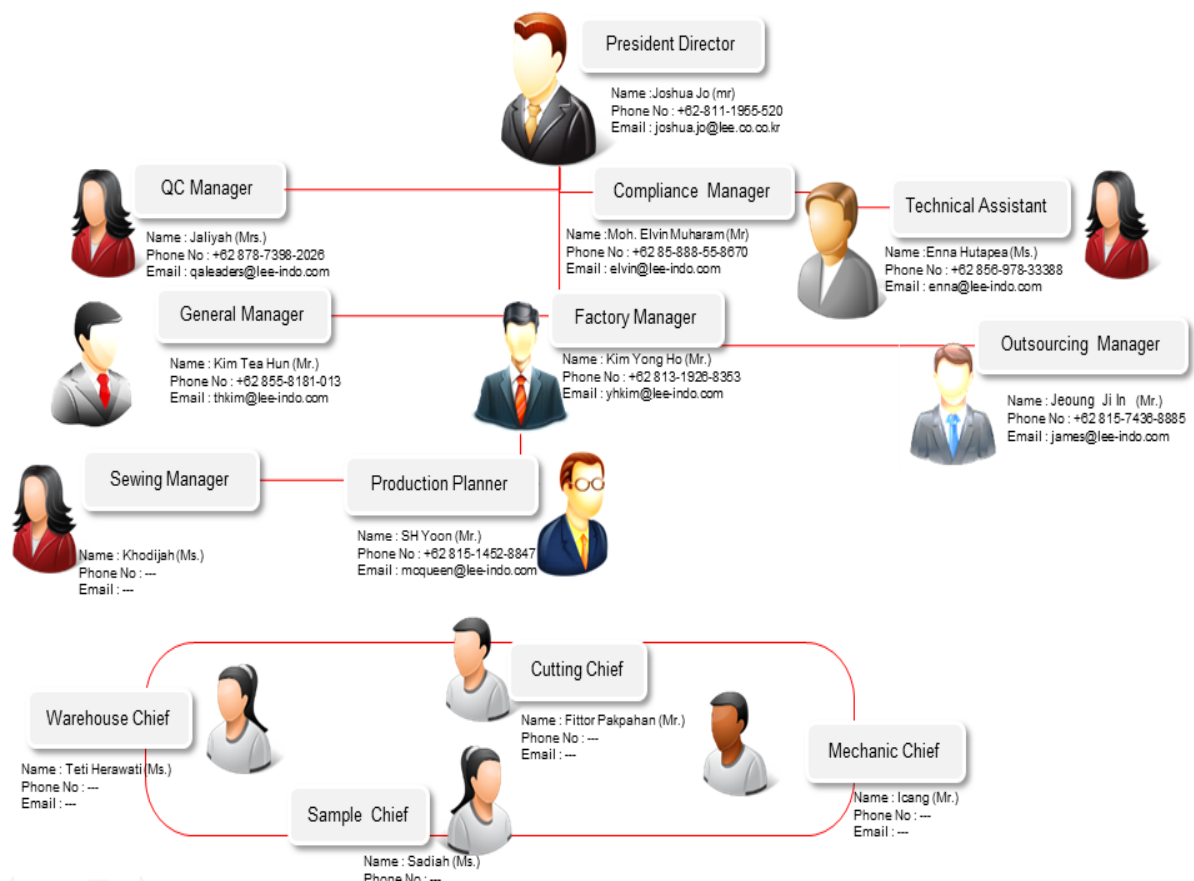 President Director
Name :Joshua Jo (mr)
Phone No : +62-811-1955-520
Email : joshua.jo@lee.co.co.kr
QC Manager
Name : Jaliyah (Mrs.)
Phone No : +62 878-7398-2026
Email : qaleaders@lee-indo.com
Compliance Manager
Name :Moh. Elvin Muharam (Mr)
Phone No : +62 85-888-55-8670
Email : elvin@lee-indo.com
Technical Assistant
Name :Enna Hutapea (Ms.)
Phone No : +62 856-978-33388
Email : enna@lee-indo.com
General Manager
Name : Kim Tea Hun (Mr.)
Phone No : +62 855-8181-013
Email : thkim@lee-indo.com
Factory Manager
Name : Kim Yong Ho (Mr.)
Phone No : +62 813-1926-8353
Email : yhkim@lee-indo.com
Outsourcing Manager
Name : Jeoung Ji In (Mr.)
Phone No : +62 815-7436-8885
Email : james@lee-indo.com
Sewing Manager
Name : Khodijah (Ms.)
Phone No : ---
Email : ---
Production Planner
Name : SH Yoon (Mr.)
Phone No : +62 815-1452-8847
Email : mcqueen@lee-indo.com
Cutting Chief
Name : Fittor Pakpahan (Mr.)
Phone No : ---
Email : ---
Warehouse Chief
Name : Teti Herawati (Ms.)
Phone No : ---
Email : ---
Mechanic Chief
Name : Icang (Mr.)
Phone No : ---
Email : ---
Sample Chief
Name : Sadiah (Ms.)
Phone No : ---